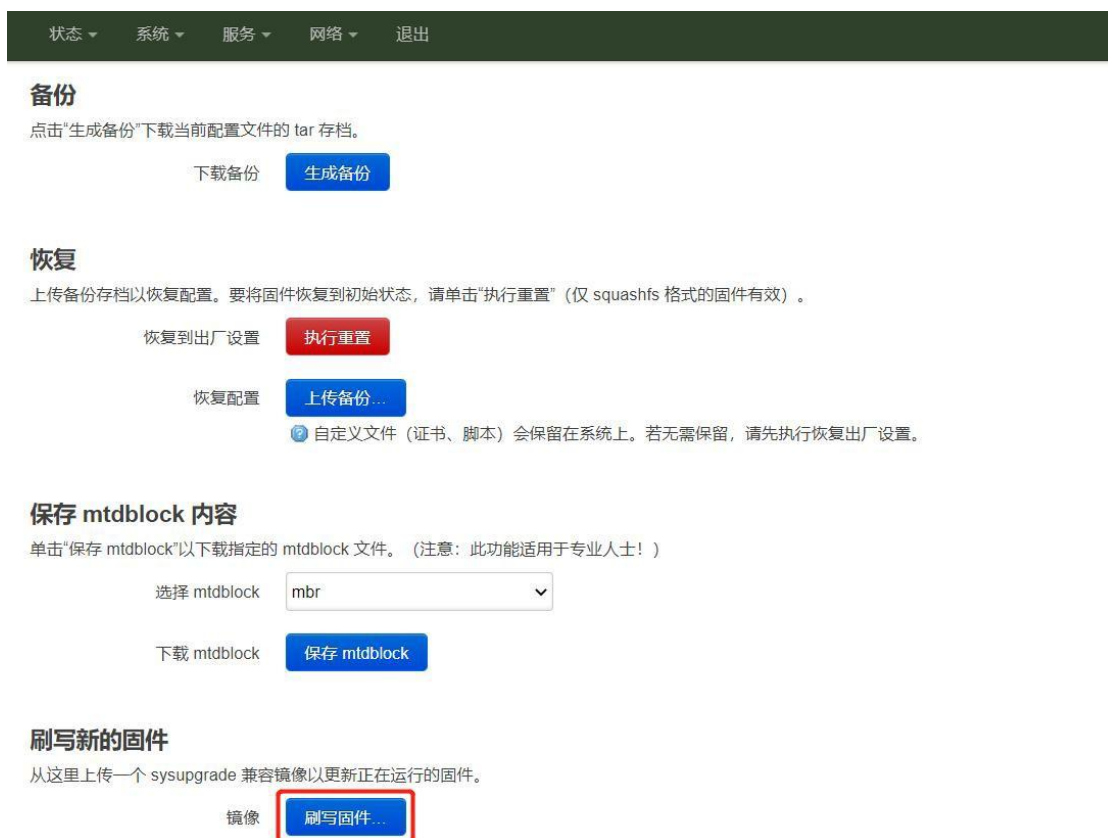 状态 系统 服务 网络 退出
备份
点击“生成备份”下载当前配置文件的 tar 存档。
下载备份 生成备份
恢复
上传备份存档以恢复配置。要将固件恢复到初始状态，请单击“执行重置”（仅 squashfs 格式的固件有效）。
恢复到出厂设置 执行重置
恢复配置 上传备份...
自定义文件（证书、脚本）会保留在系统上。若无需保留，请先执行恢复出厂设置。
保存 mtdblock 内容
单击“保存 mtdblock”以下载指定的 mtdblock 文件。（注意：此功能适用于专业人士！）
选择 mtdblock mbr
下载 mtdblock 保存 mtdblock
刷写新的固件
从这里上传一个 sysupgrade 兼容镜像以更新正在运行的固件。
镜像 刷写固件...